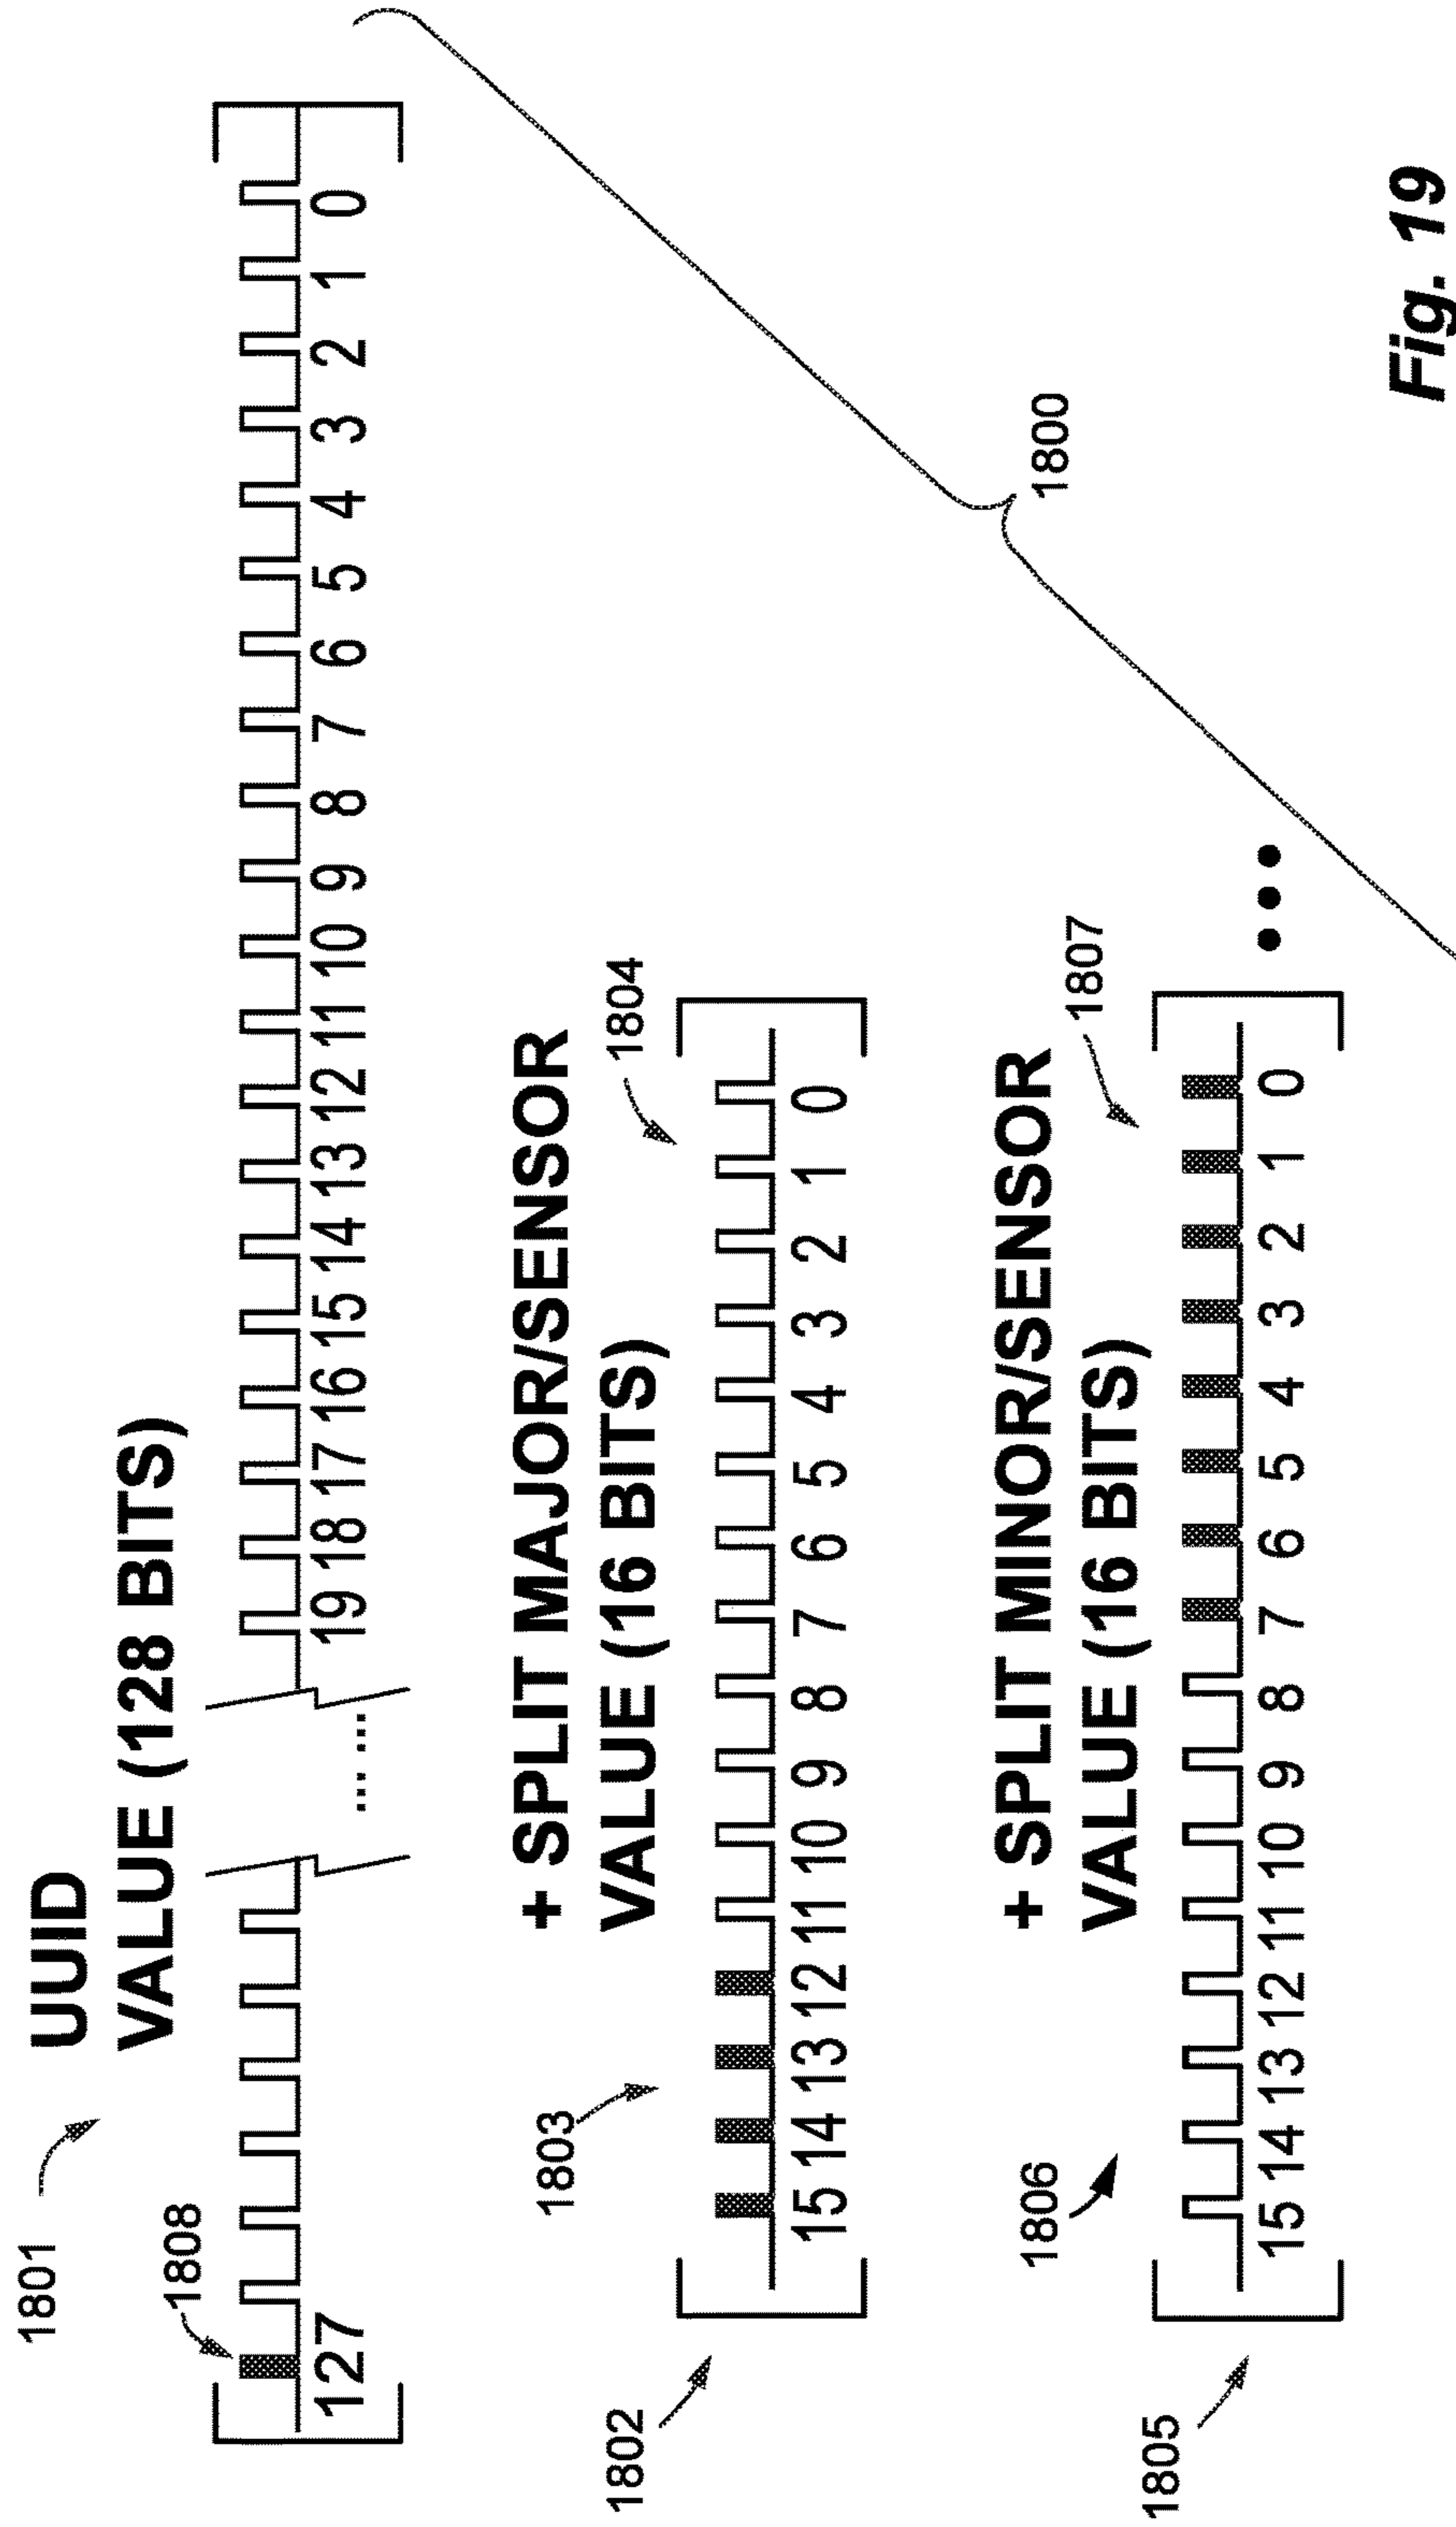 1801
UUID
VALUE (128 BITS)
1808
127 ... ... 19 18 17 16 15 14 13 12 11 10 9 8 7 6 5 4 3 2 1 0
1802
1803
+ SPLIT MAJOR/SENSOR
VALUE (16 BITS)
1804
15 14 13 12 11 10 9 8 7 6 5 4 3 2 1 0
1800
1805
1806
+ SPLIT MINOR/SENSOR
VALUE (16 BITS)
1807
15 14 13 12 11 10 9 8 7 6 5 4 3 2 1 0
Fig. 19